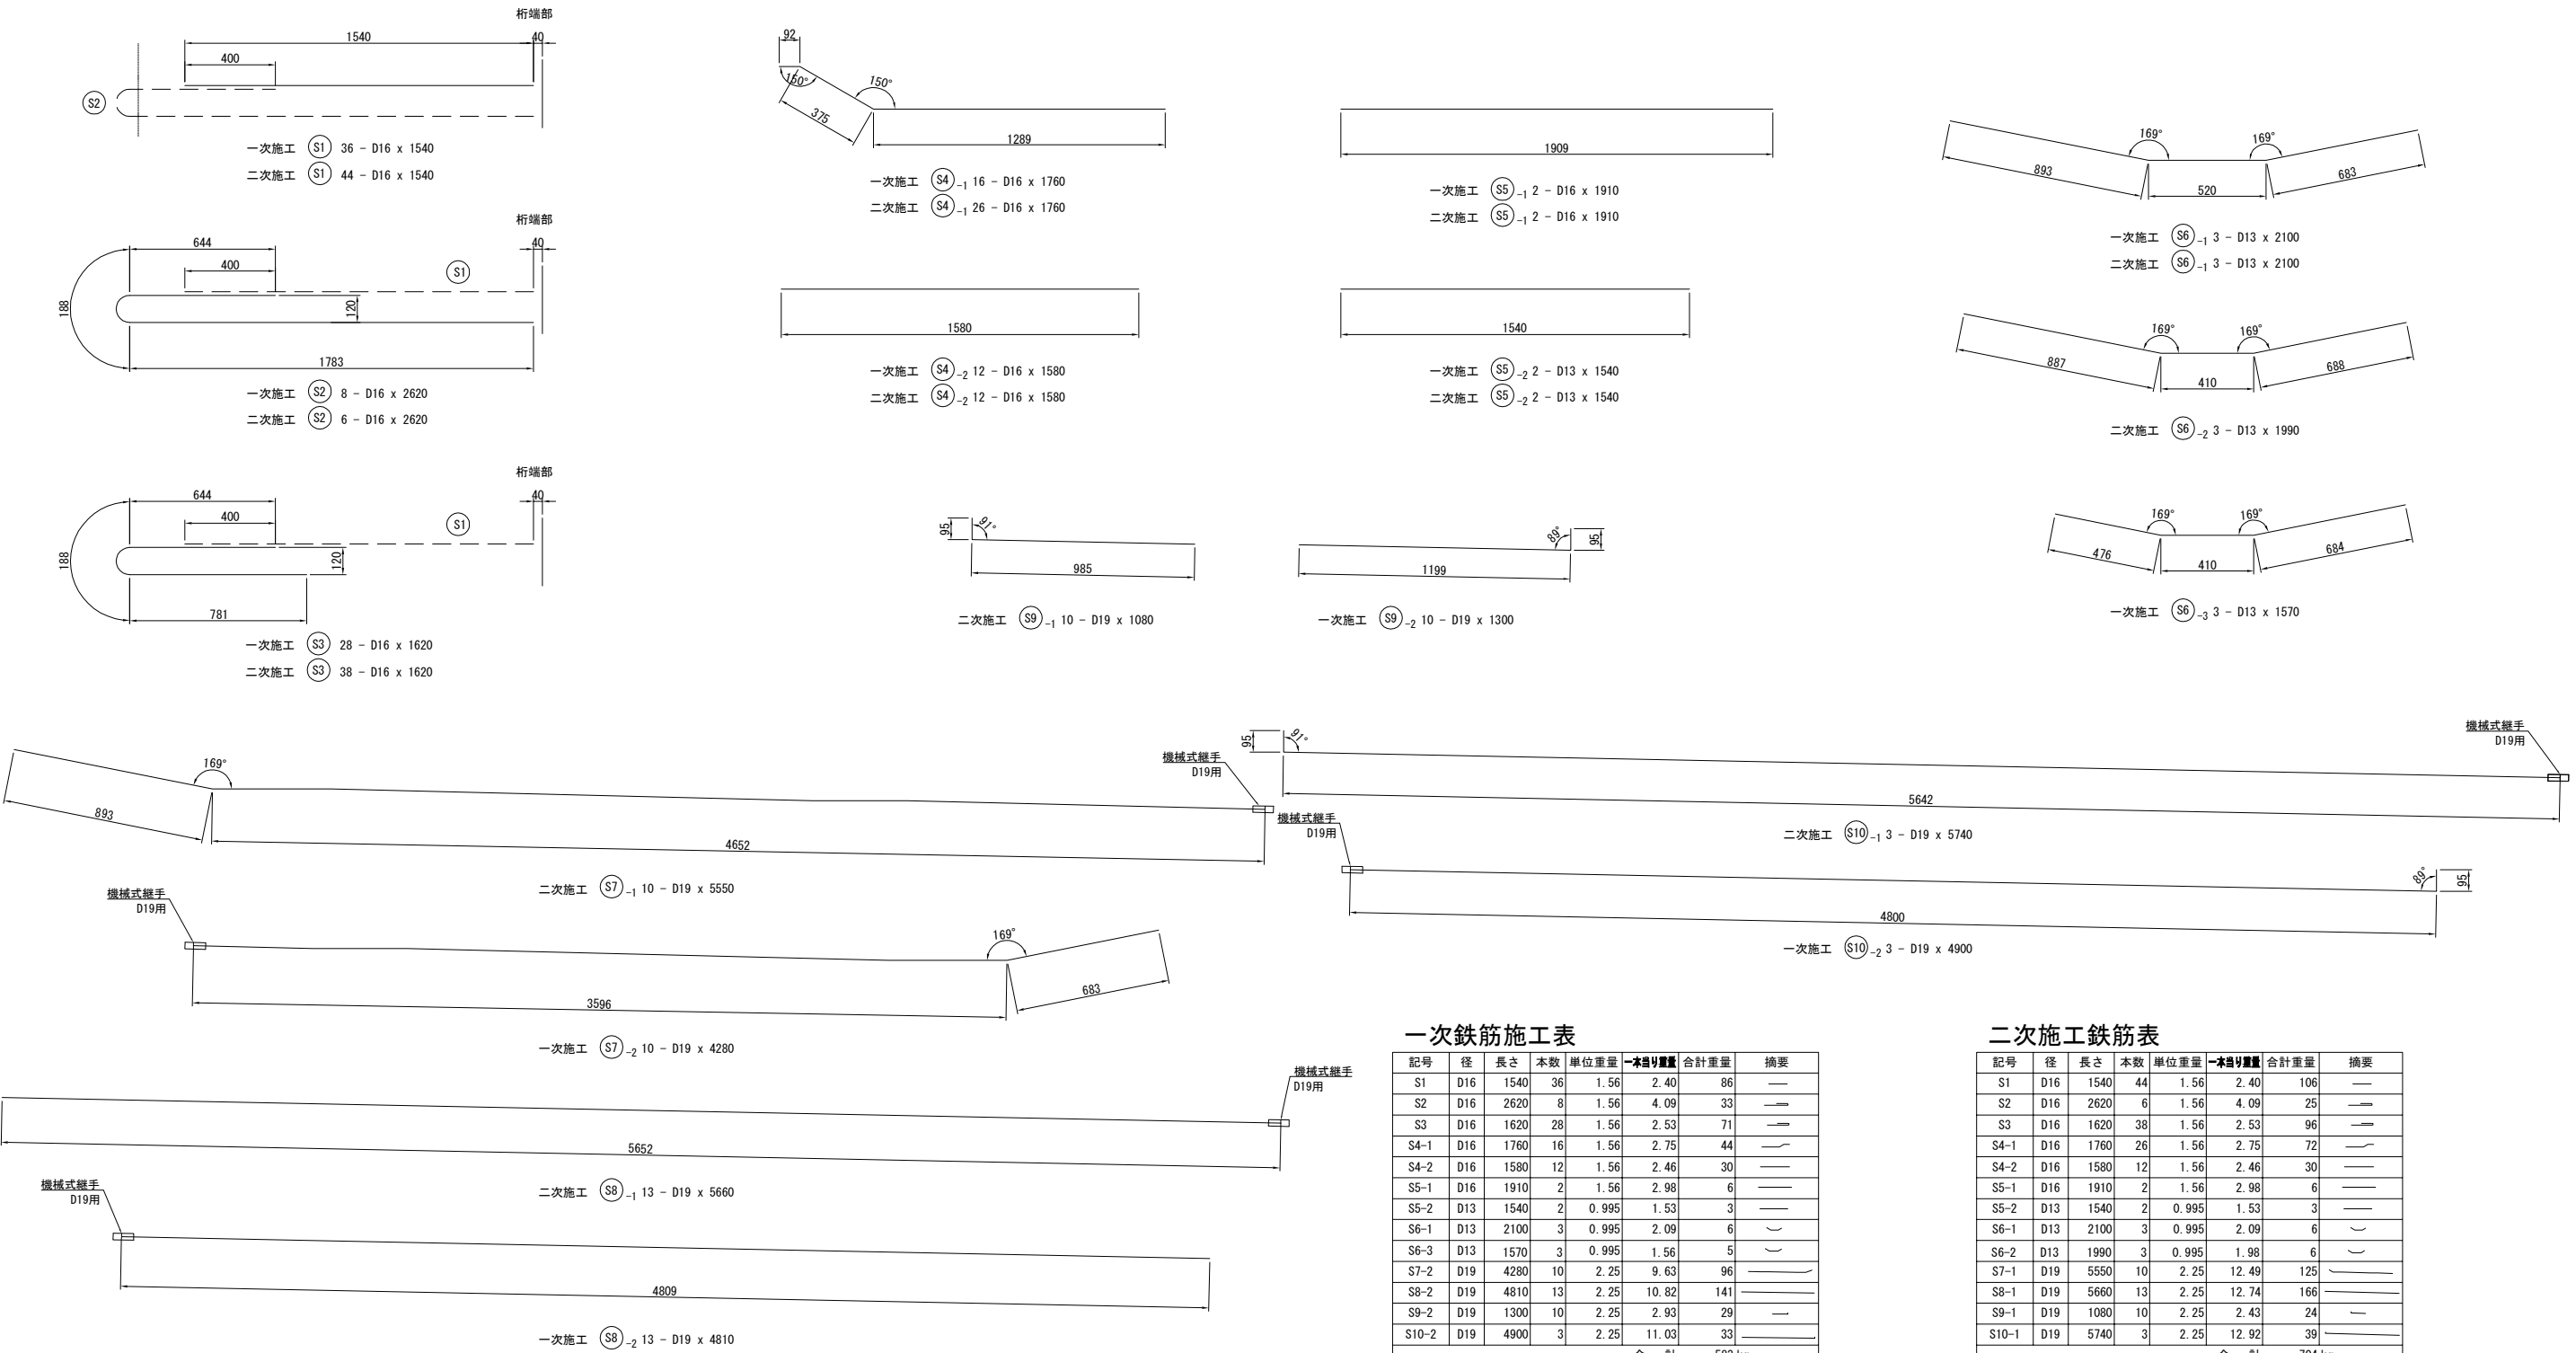 桁端部
1540
40
400
S2
一次施工 S1 36 - D16 x 1540
二次施工 S1 44 - D16 x 1540
桁端部
644
40
400
S1
188
120
1783
一次施工 S2 8 - D16 x 2620
二次施工 S2 6 - D16 x 2620
桁端部
644
40
400
S1
188
120
781
一次施工 S3 28 - D16 x 1620
二次施工 S3 38 - D16 x 1620
92
150°
150°
375
1289
一次施工 S4-1 16 - D16 x 1760
二次施工 S4-1 26 - D16 x 1760
1580
一次施工 S4-2 12 - D16 x 1580
二次施工 S4-2 12 - D16 x 1580
1909
一次施工 S5-1 2 - D16 x 1910
二次施工 S5-1 2 - D16 x 1910
1540
一次施工 S5-2 2 - D13 x 1540
二次施工 S5-2 2 - D13 x 1540
169°
169°
893
520
683
一次施工 S6-1 3 - D13 x 2100
二次施工 S6-1 3 - D13 x 2100
169°
169°
887
410
688
二次施工 S6-2 3 - D13 x 1990
169°
169°
476
410
684
一次施工 S6-3 3 - D13 x 1570
95
91°
985
二次施工 S9-1 10 - D19 x 1080
89°
95
1199
一次施工 S9-2 10 - D19 x 1300
169°
機械式継手
D19用
893
4652
二次施工 S7-1 10 - D19 x 5550
機械式継手
D19用
169°
3596
683
一次施工 S7-2 10 - D19 x 4280
機械式継手
D19用
5652
二次施工 S8-1 13 - D19 x 5660
機械式継手
D19用
4809
一次施工 S8-2 13 - D19 x 4810
95
91°
機械式継手
D19用
5642
二次施工 S10-1 3 - D19 x 5740
機械式継手
D19用
89°
95
4800
一次施工 S10-2 3 - D19 x 4900
一次鉄筋施工表
記号 径 長さ 本数 単位重量 一本当り重量 合計重量 摘要
S1 D16 1540 36 1.56 2.40 86
S2 D16 2620 8 1.56 4.09 33
S3 D16 1620 28 1.56 2.53 71
S4-1 D16 1760 16 1.56 2.75 44
S4-2 D16 1580 12 1.56 2.46 30
S5-1 D16 1910 2 1.56 2.98 6
S5-2 D13 1540 2 0.995 1.53 3
S6-1 D13 2100 3 0.995 2.09 6
S6-3 D13 1570 3 0.995 1.56 5
S7-2 D19 4280 10 2.25 9.63 96
S8-2 D19 4810 13 2.25 10.82 141
S9-2 D19 1300 10 2.25 2.93 29
S10-2 D19 4900 3 2.25 11.03 33
二次施工鉄筋表
記号 径 長さ 本数 単位重量 一本当り重量 合計重量 摘要
S1 D16 1540 44 1.56 2.40 106
S2 D16 2620 6 1.56 4.09 25
S3 D16 1620 38 1.56 2.53 96
S4-1 D16 1760 26 1.56 2.75 72
S4-2 D16 1580 12 1.56 2.46 30
S5-1 D16 1910 2 1.56 2.98 6
S5-2 D13 1540 2 0.995 1.53 3
S6-1 D13 2100 3 0.995 2.09 6
S6-2 D13 1990 3 0.995 1.98 6
S7-1 D19 5550 10 2.25 12.49 125
S8-1 D19 5660 13 2.25 12.74 166
S9-1 D19 1080 10 2.25 2.43 24
S10-1 D19 5740 3 2.25 12.92 39